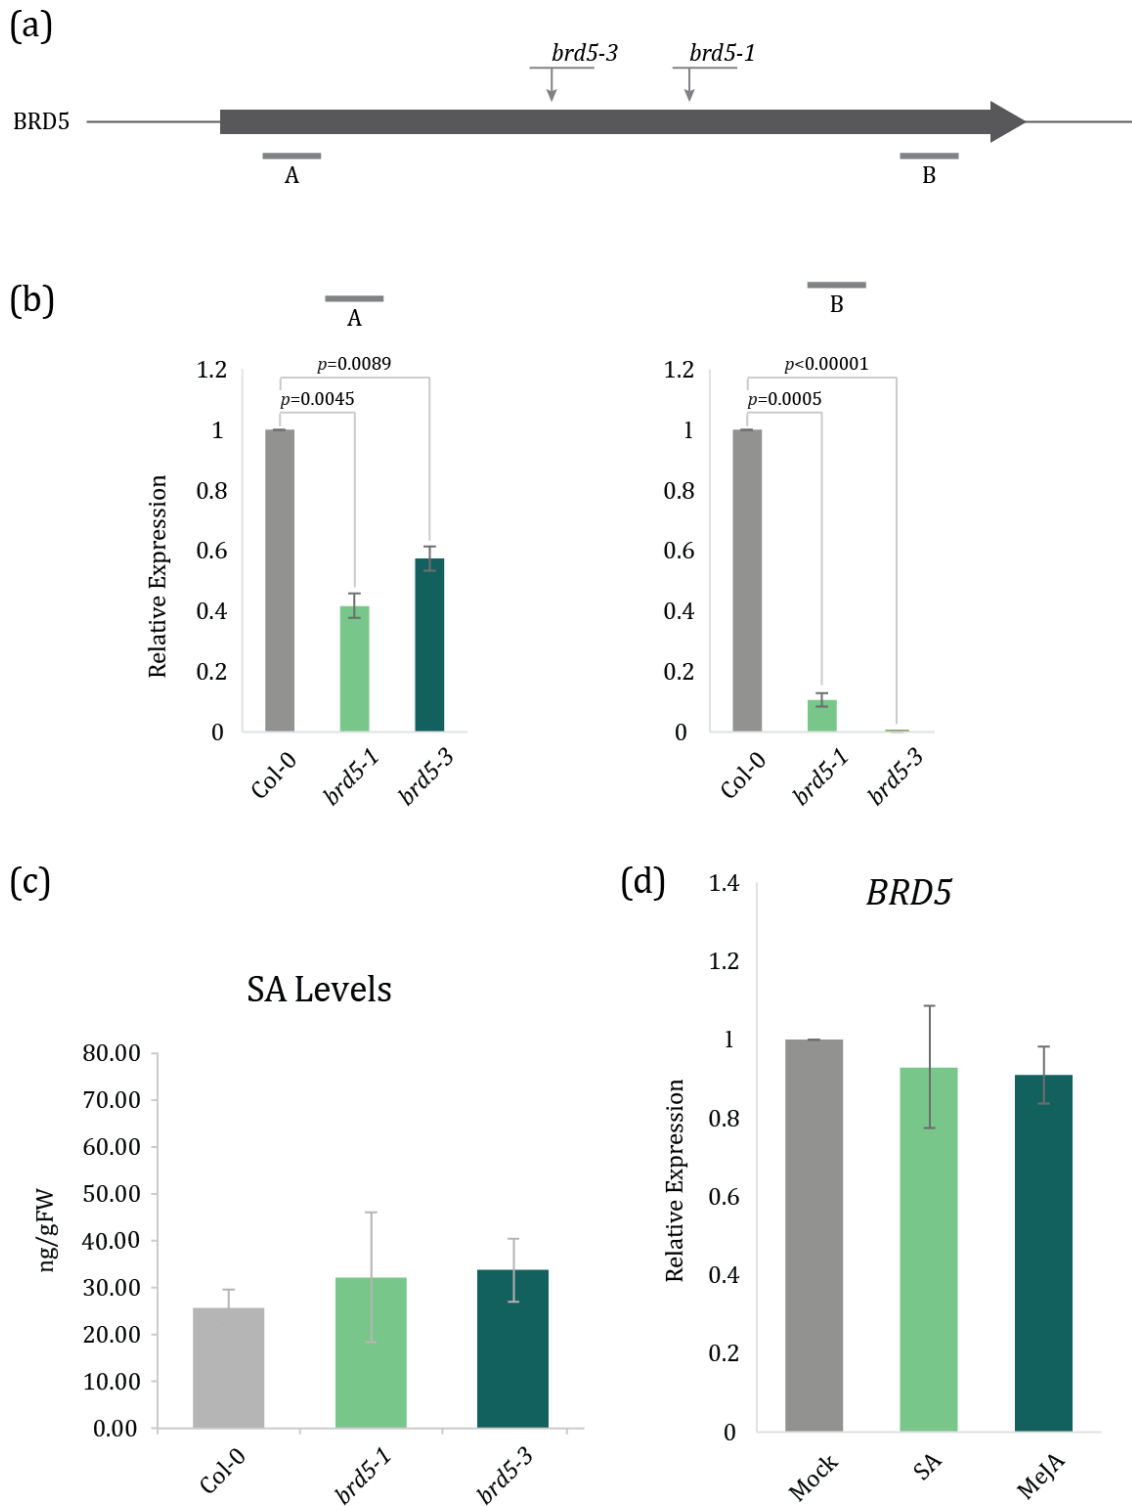 (a)
brd5-3 brd5-1
BRD5
A B
(b)
A B
p=0.0089 p<0.00001
p=0.0045 p=0.0005
Relative Expression
1.2
1
0.8
0.6
0.4
0.2
0
Col-0 brd5-1 brd5-3
1.2
1
0.8
0.6
0.4
0.2
0
Col-0 brd5-1 brd5-3
(c)
SA Levels
ng/gFW
80.00
70.00
60.00
50.00
40.00
30.00
20.00
10.00
0.00
Col-0 brd5-1 brd5-3
(d)
BRD5
Relative Expression
1.4
1.2
1
0.8
0.6
0.4
0.2
0
Mock SA MeJA